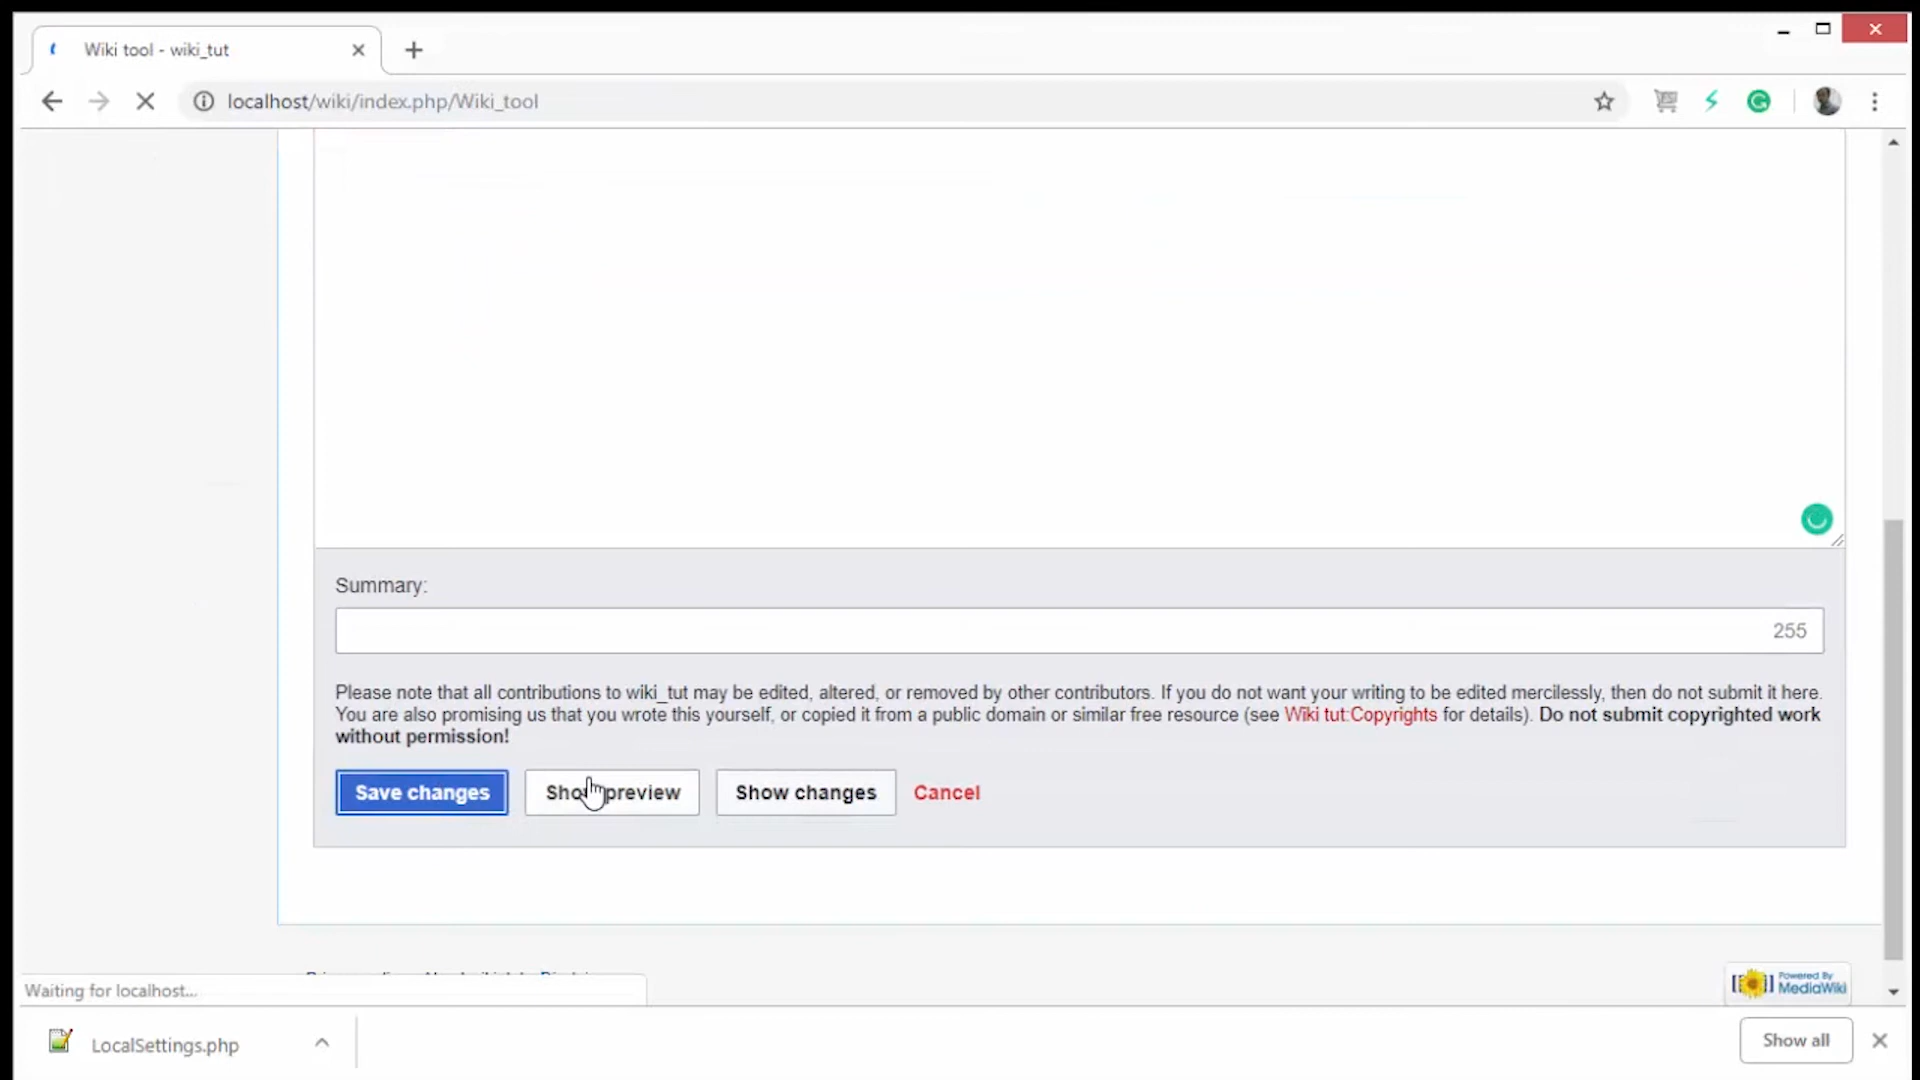 Wiki tool - wiki_tut
localhost/wiki/index.php/Wiki_tool
Summary:
255
Please note that all contributions to wiki_tut may be edited, altered, or removed by other contributors. If you do not want your writing to be edited mercilessly, then do not submit it here.
You are also promising us that you wrote this yourself, or copied it from a public domain or similar free resource (see Wiki tut:Copyrights for details). Do not submit copyrighted work
without permission!
Save changes
Show preview
Show changes
Cancel
Powered By
MediaWiki
Waiting for localhost...
LocalSettings.php
Show all